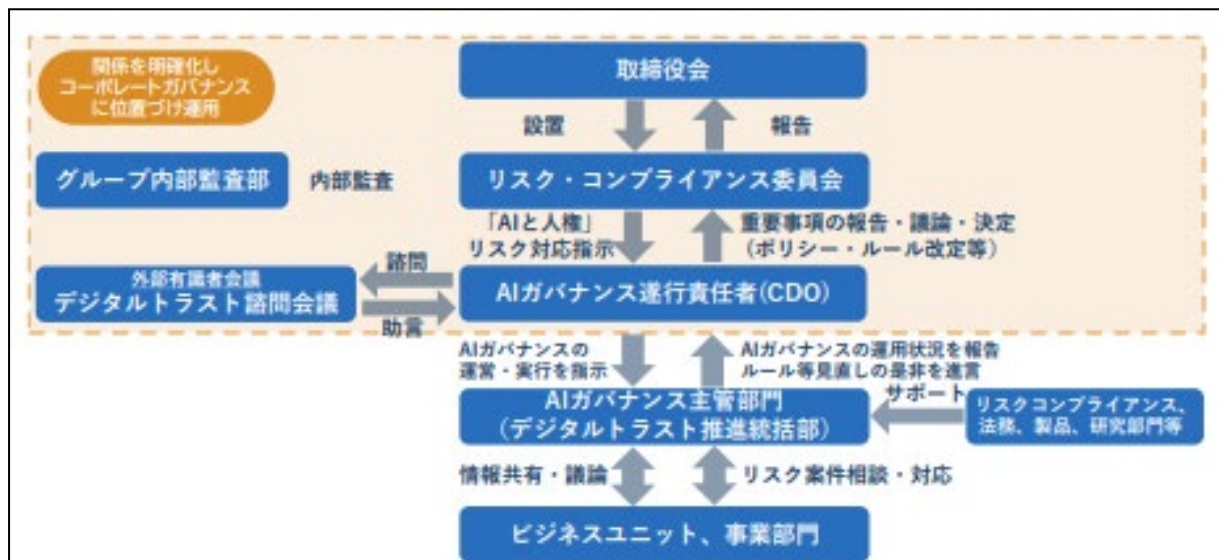 関係を明確化し
コーポレートガバナンス
に位置づけ運用
取締役会
設置
報告
グループ内部監査部
内部監査
リスク・コンプライアンス委員会
「AIと人権」
リスク対応指示
重要事項の報告・議論・決定
(ポリシー・ルール改定等)
外部有識者会議
デジタルトラスト諮問会議
諮問
助言
AIガバナンス遂行責任者(CDO)
AIガバナンスの
運営・実行を指示
AIガバナンスの運用状況を報告
ルール等見直しの是非を進言
サポート
AIガバナンス主管部門
(デジタルトラスト推進統括部)
リスクコンプライアンス、
法務、製品、研究部門等
情報共有・議論
リスク案件相談・対応
ビジネスユニット、事業部門